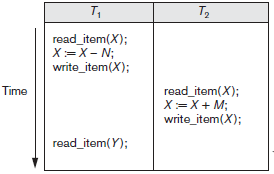 T1 T2
read_item(X);
X := X – N;
write_item(X);
Time
read_item(X);
X := X + M;
write_item(X);
read_item(Y);